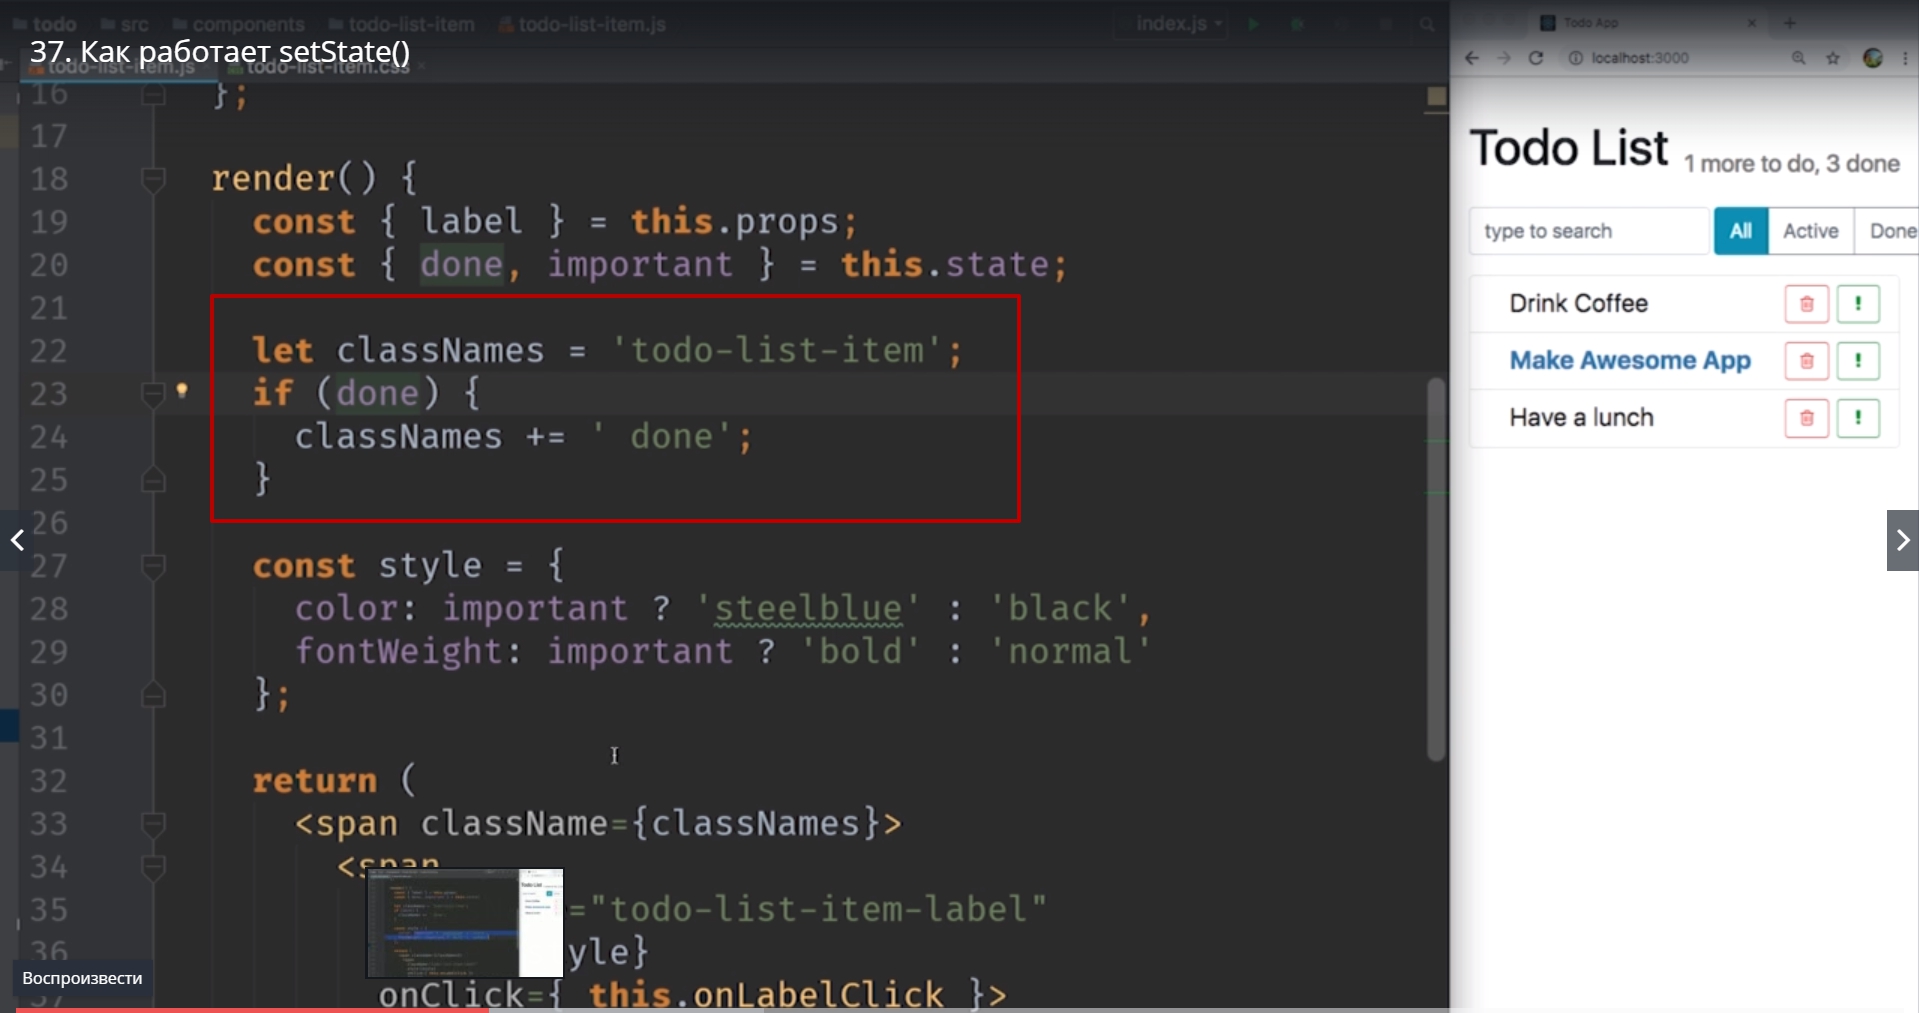 todo src components todo-list-item todo-list-item.js index.js
37. Как работает setState()
todo-list-item.js todo-list-item.css
16 };
17
18 render() {
19 const { label } = this.props;
20 const { done, important } = this.state;
21
22 let classNames = 'todo-list-item';
23 if (done) {
24 classNames += ' done';
25 }
26
27 const style = {
28 color: important ? 'steelblue' : 'black',
29 fontWeight: important ? 'bold' : 'normal'
30 };
31
32 return (
33 <span className={classNames}>
34 <span
35 ="todo-list-item-label"
36 yle}
37 onClick={ this.onLabelClick }>
Воспроизвести
Todo App
localhost:3000
Todo List 1 more to do, 3 done
type to search All Active Done
Drink Coffee
Make Awesome App
Have a lunch